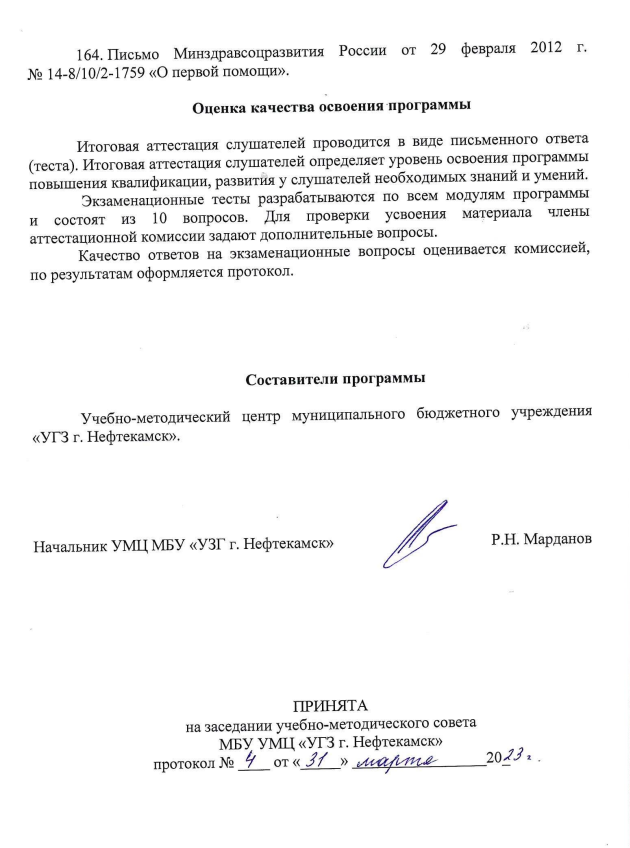 164. Письмо Минздравсоцразвития России от 29 февраля 2012 г.
№ 14-8/10/2-1759 «О первой помощи».
Оценка качества освоения программы
Итоговая аттестация слушателей проводится в виде письменного ответа
(теста). Итоговая аттестация слушателей определяет уровень освоения программы
повышения квалификации, развития у слушателей необходимых знаний и умений.
Экзаменационные тесты разрабатываются по всем модулям программы
и состоят из 10 вопросов. Для проверки усвоения материала члены
аттестационной комиссии задают дополнительные вопросы.
Качество ответов на экзаменационные вопросы оценивается комиссией,
по результатам оформляется протокол.
Составители программы
Учебно-методический центр муниципального бюджетного учреждения
«УГЗ г. Нефтекамск».
Начальник УМЦ МБУ «УЗГ г. Нефтекамск» Р.Н. Марданов
ПРИНЯТА
на заседании учебно-методического совета
МБУ УМЦ «УГЗ г. Нефтекамск»
протокол № 4 от «31» марта 2023 г.